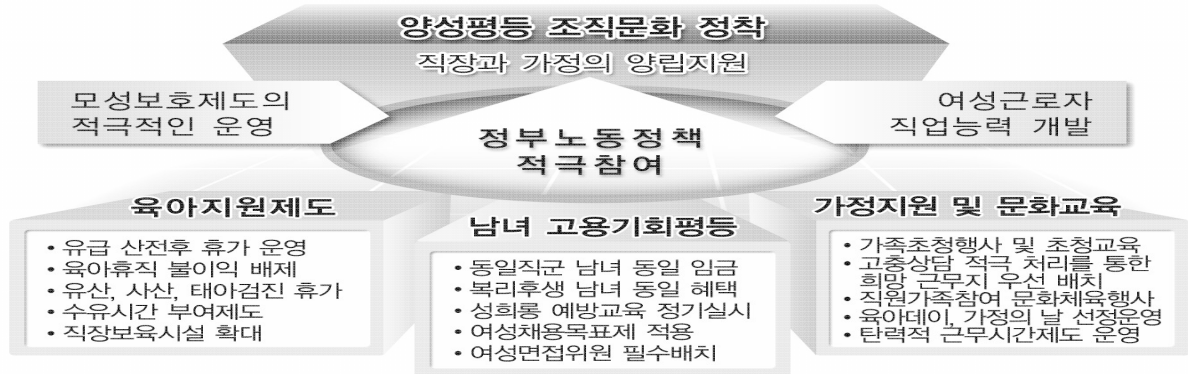 양성평등 조직문화 정착
직장과 가정의 양립지원
모성보호제도의
적극적인 운영
정부노동정책
적극참여
여성근로자
직업능력 개발
육아지원제도
• 유급 산전후 휴가 운영
• 육아휴직 불이익 배제
• 유산, 사산, 태아검진 휴가
• 수유시간 부여제도
• 직장보육시설 확대
남녀 고용기회평등
• 동일직군 남녀 동일 임금
• 복리후생 남녀 동일 혜택
• 성희롱 예방교육 정기실시
• 여성채용목표제 적용
• 여성면접위원 필수배치
가정지원 및 문화교육
• 가족초청행사 및 초청교육
• 고충상담 적극 처리를 통한
희망 근무지 우선 배치
• 직원가족참여 문화체육행사
• 육아데이, 가정의 날 선정운영
• 탄력적 근무시간제도 운영